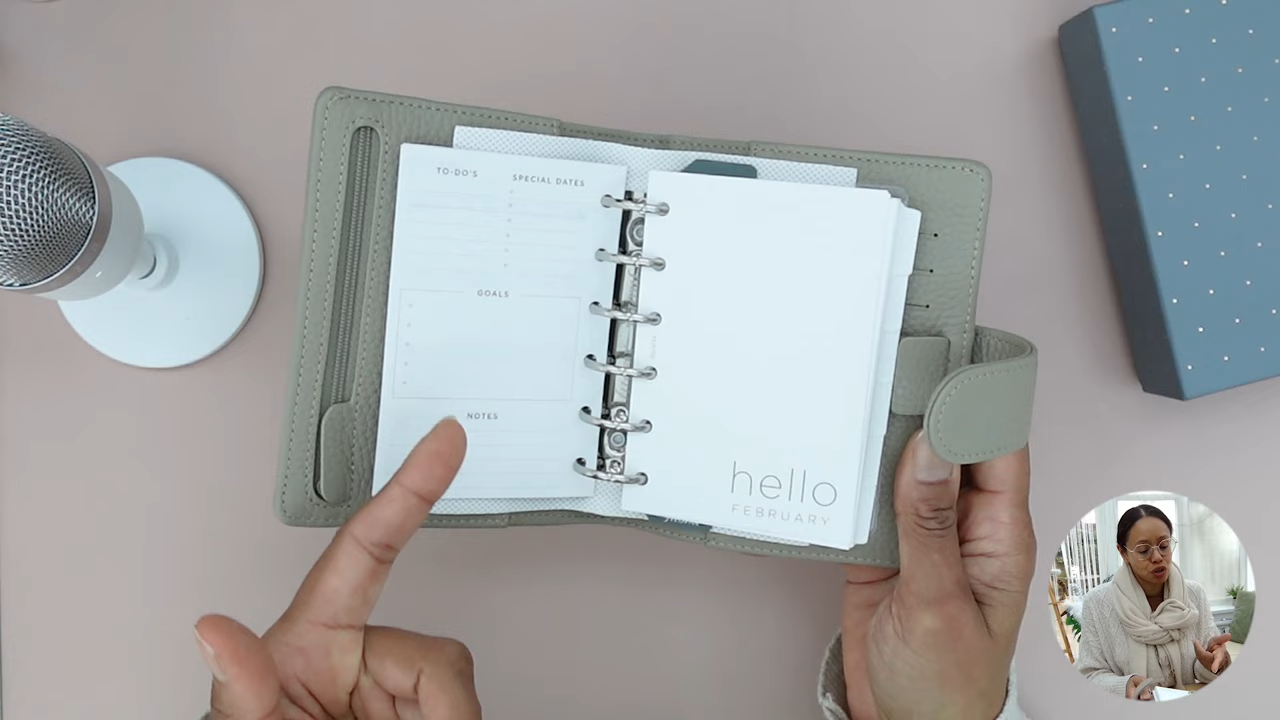 TO-DO'S
SPECIAL DATES
GOALS
NOTES
hello
FEBRUARY